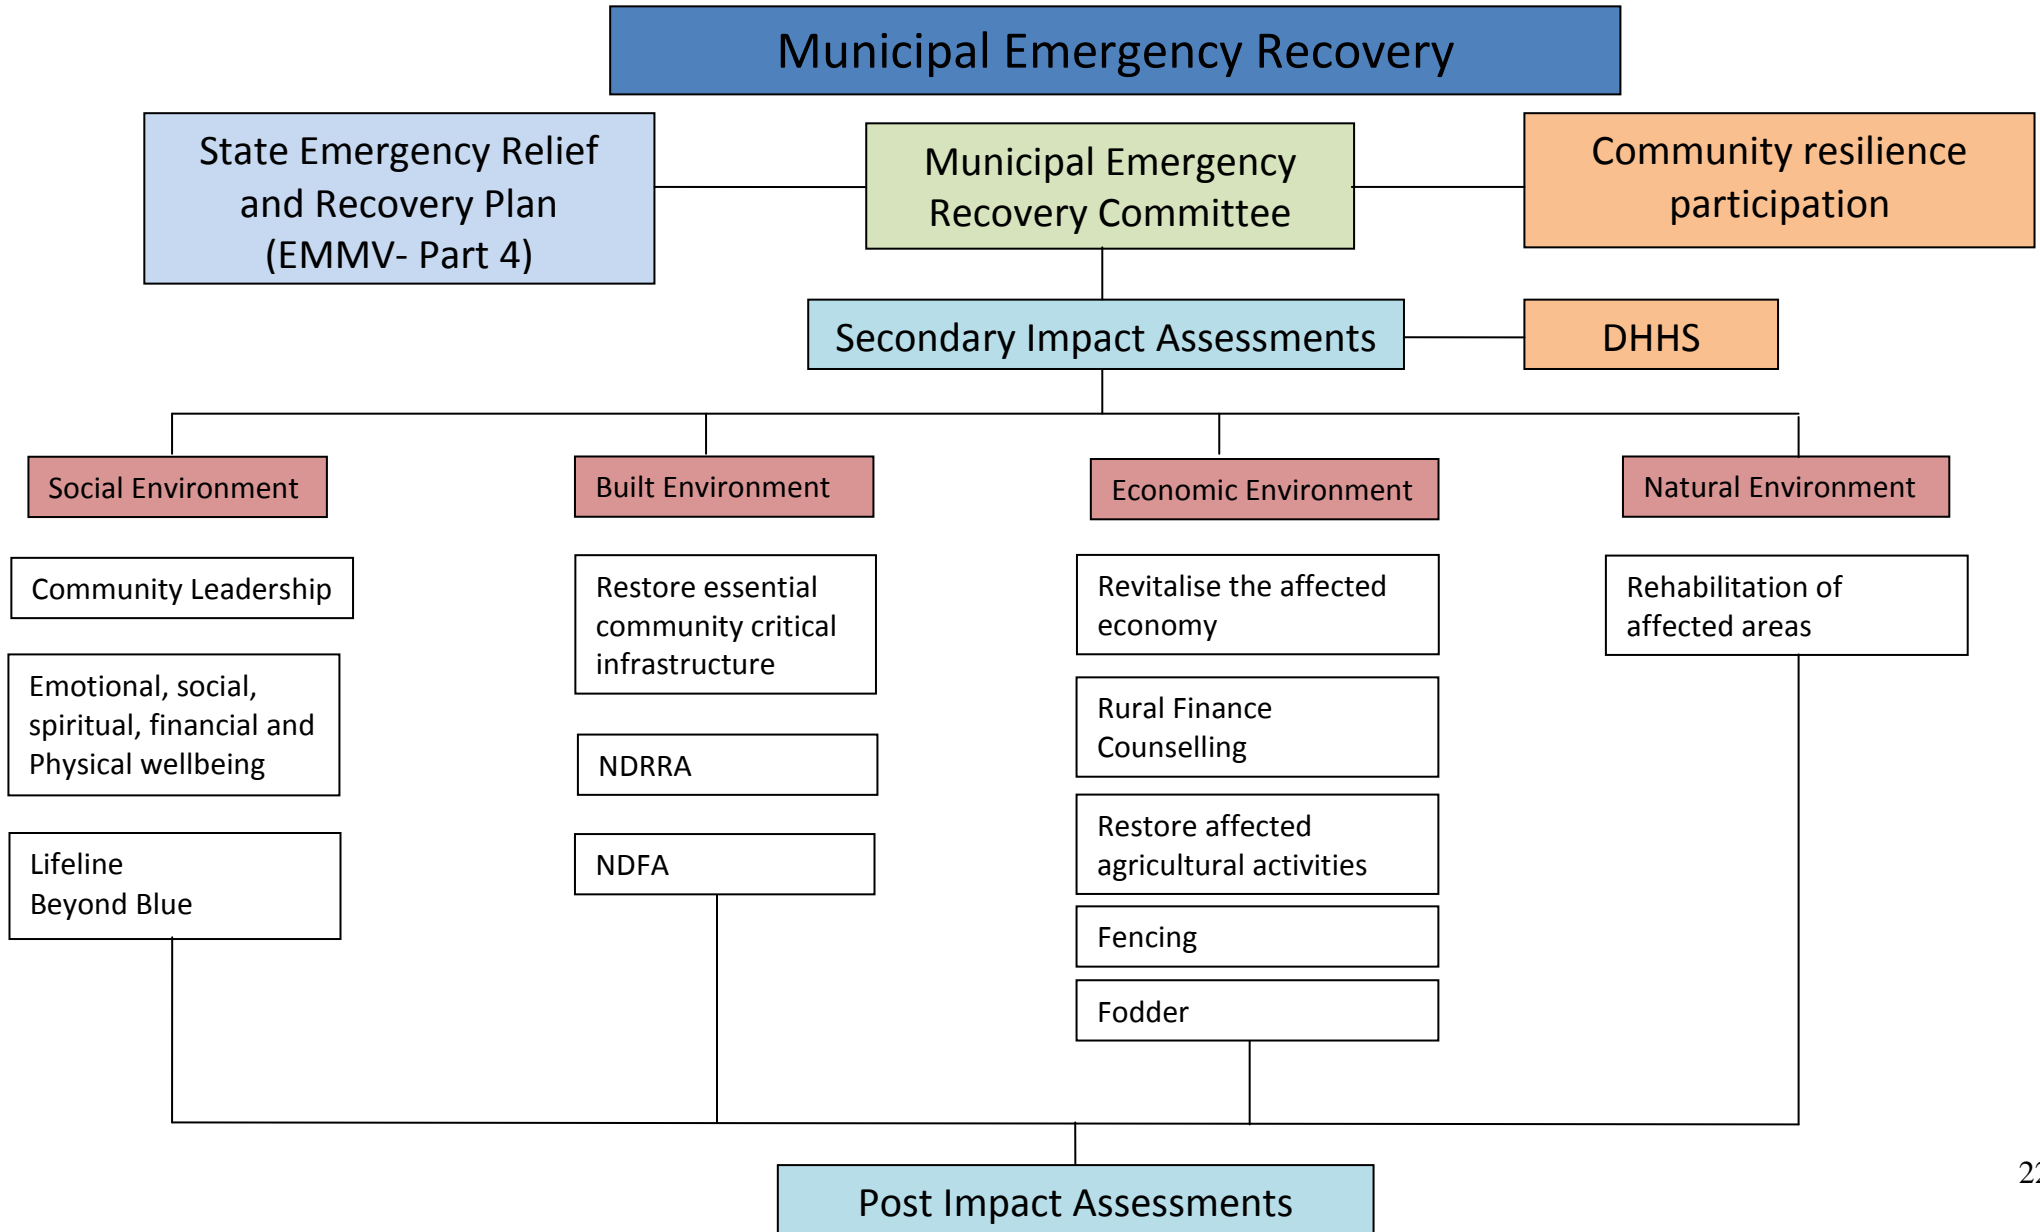 Municipal Emergency Recovery
State Emergency Relief
and Recovery Plan
(EMMV- Part 4)
Municipal Emergency
Recovery Committee
Community resilience
participation
Secondary Impact Assessments
DHHS
Social Environment
Built Environment
Economic Environment
Natural Environment
Community Leadership
Emotional, social,
spiritual, financial and
Physical wellbeing
Lifeline
Beyond Blue
Restore essential
community critical
infrastructure
NDRRA
NDFA
Revitalise the affected
economy
Rural Finance
Counselling
Restore affected
agricultural activities
Fencing
Fodder
Rehabilitation of
affected areas
Post Impact Assessments
22